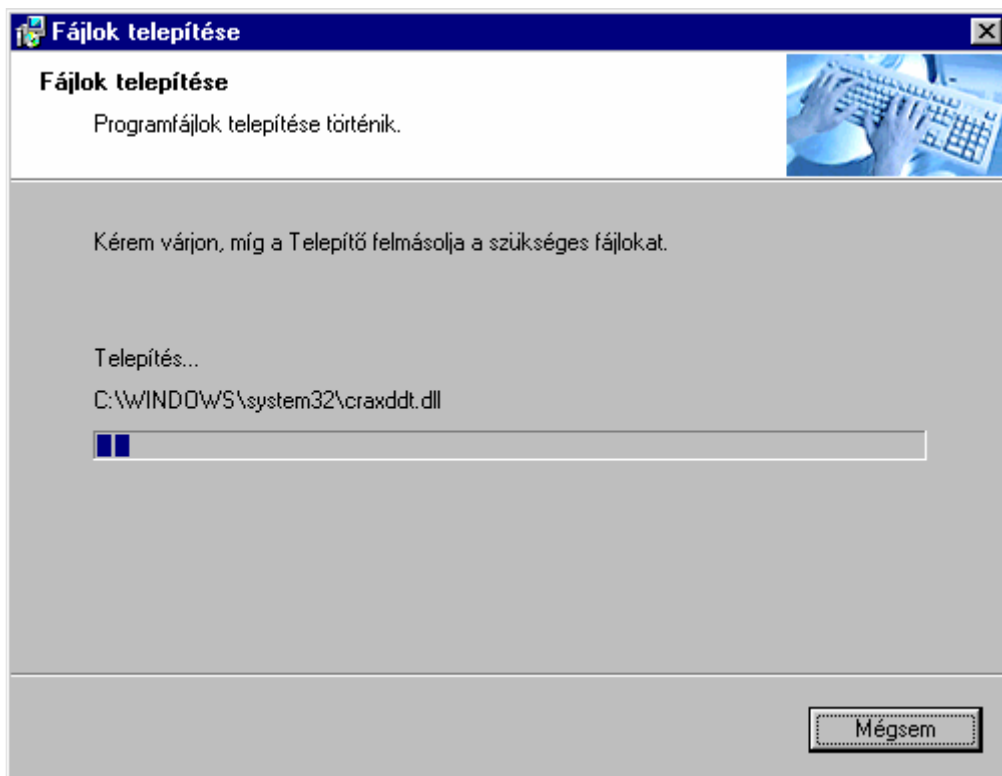 Fájlok telepítése
Fájlok telepítése
Programfájlok telepítése történik.
Kérem várjon, míg a Telepítő felmásolja a szükséges fájlokat.
Telepítés...
C:\WINDOWS\system32\craxddt.dll
Mégsem